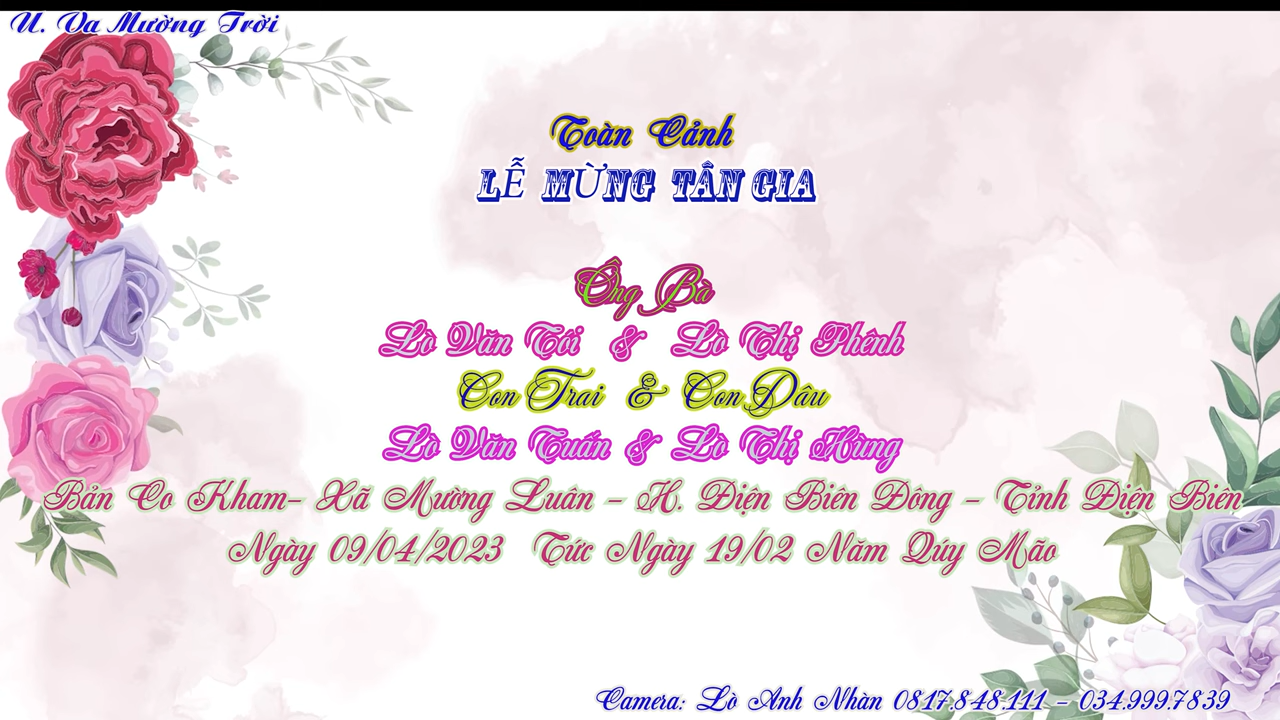 U. Va Mường Trời
Toàn Cảnh
LỄ MỪNG TÂN GIA
Ông Bà
Lò Văn Tới & Lò Thị Phênh
Con Trai & Con Dâu
Lò Văn Tuấn & Lò Thị Hùng
Bản Co Kham- Xã Mường Luân - H. Điện Biên Đông - Tỉnh Điện Biên
Ngày 09/04/2023 Tức Ngày 19/02 Năm Qúy Mão
Camera: Lò Anh Nhàn 0817.848.111 - 034.999.7839